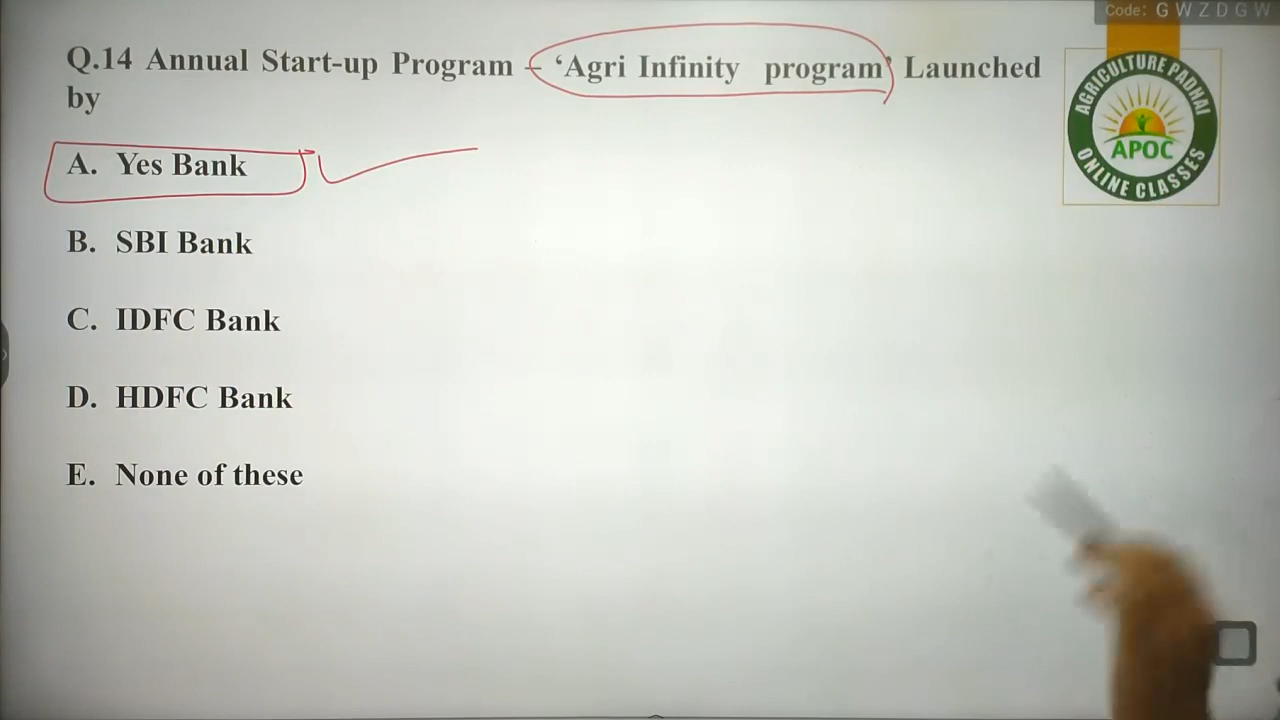 Code: G W Z D G W
Q.14 Annual Start-up Program – ‘Agri Infinity program’ Launched
by
A. Yes Bank
B. SBI Bank
C. IDFC Bank
D. HDFC Bank
E. None of these
AGRICULTURE PADHAI
APOC
ONLINE CLASSES